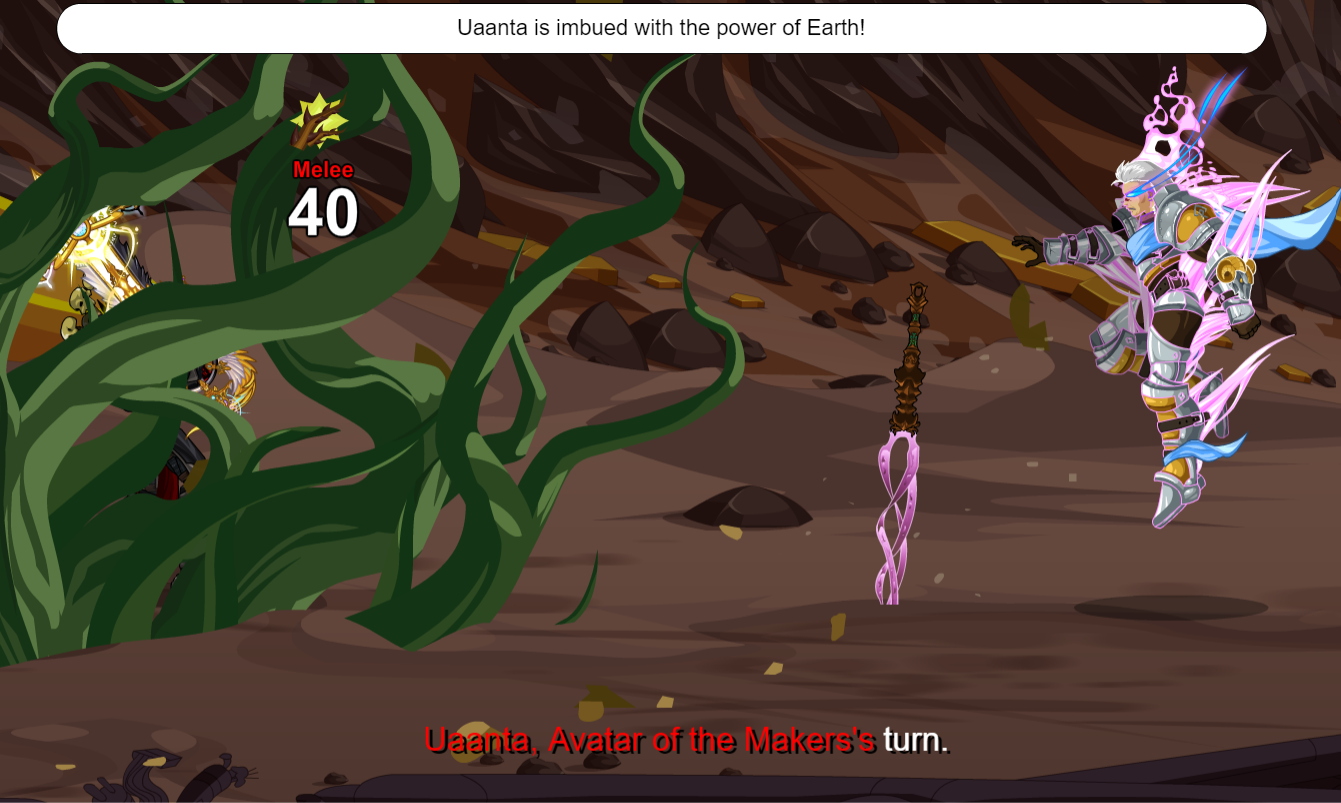 Uaanta is imbued with the power of Earth!
Melee
40
Uaanta, Avatar of the Makers's turn.